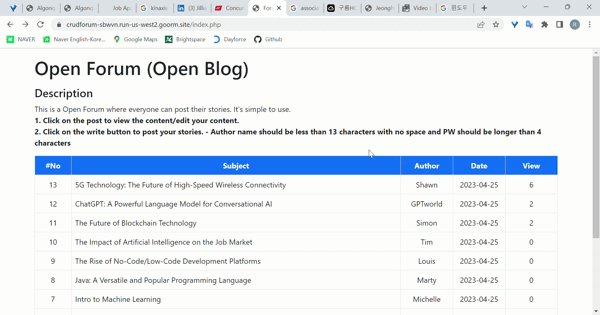 Algono
Algono
Job Ap
kinaxi
(3) Jillia
Concu
For
associa
구름IC
Jeongh
Video t
윈도우
crudforum-sbwvn.run-us-west2.goorm.site/index.php
NAVER
Naver English-Kore...
Google Maps
Brightspace
Dayforce
Github
Open Forum (Open Blog)
Description
This is a Open Forum where everyone can post their stories. It's simple to use.
1. Click on the post to view the content/edit your content.
2. Click on the write button to post your stories. - Author name should be less than 13 characters with no space and PW should be longer than 4
characters
#No Subject Author Date View
13 5G Technology: The Future of High-Speed Wireless Connectivity Shawn 2023-04-25 6
12 ChatGPT: A Powerful Language Model for Conversational AI GPTworld 2023-04-25 2
11 The Future of Blockchain Technology Simon 2023-04-25 2
10 The Impact of Artificial Intelligence on the Job Market Tim 2023-04-25 0
9 The Rise of No-Code/Low-Code Development Platforms Louis 2023-04-25 0
8 Java: A Versatile and Popular Programming Language Marty 2023-04-25 0
7 Intro to Machine Learning Michelle 2023-04-25 0